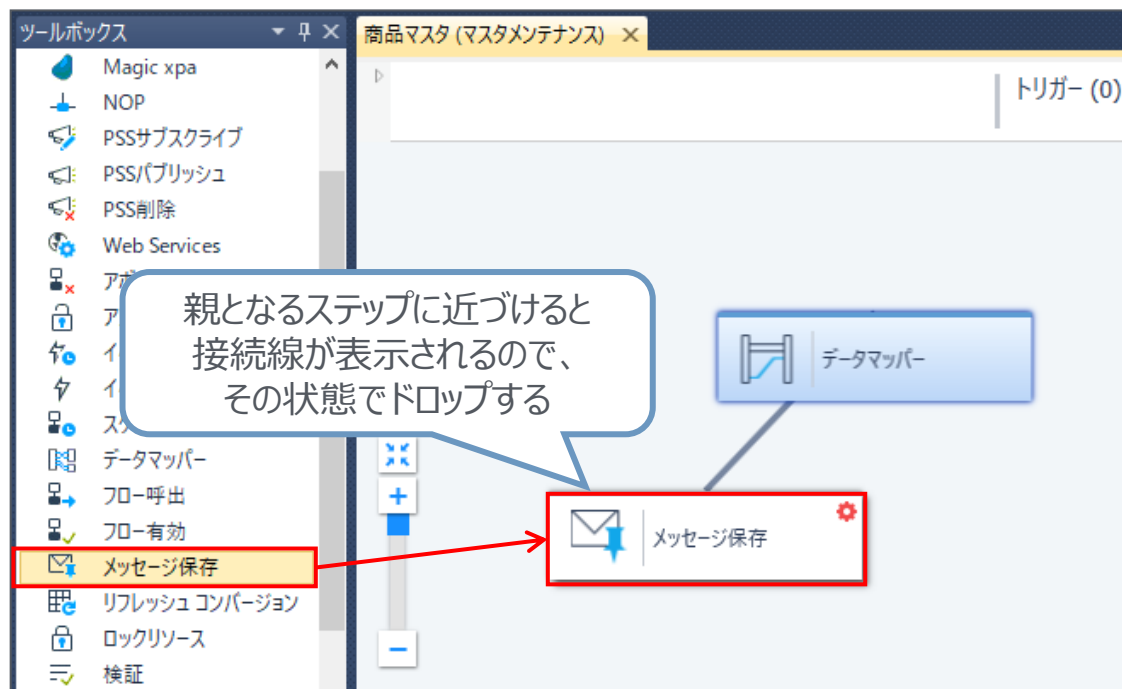 ツールボックス
商品マスタ (マスタメンテナンス)
Magic xpa
NOP
PSSサブスクライブ
PSSパブリッシュ
PSS削除
Web Services
データマッパー
フロー呼出
フロー有効
メッセージ保存
リフレッシュ コンバージョン
ロックリソース
検証
トリガー (0)
親となるステップに近づけると
接続線が表示されるので、
その状態でドロップする
データマッパー
メッセージ保存